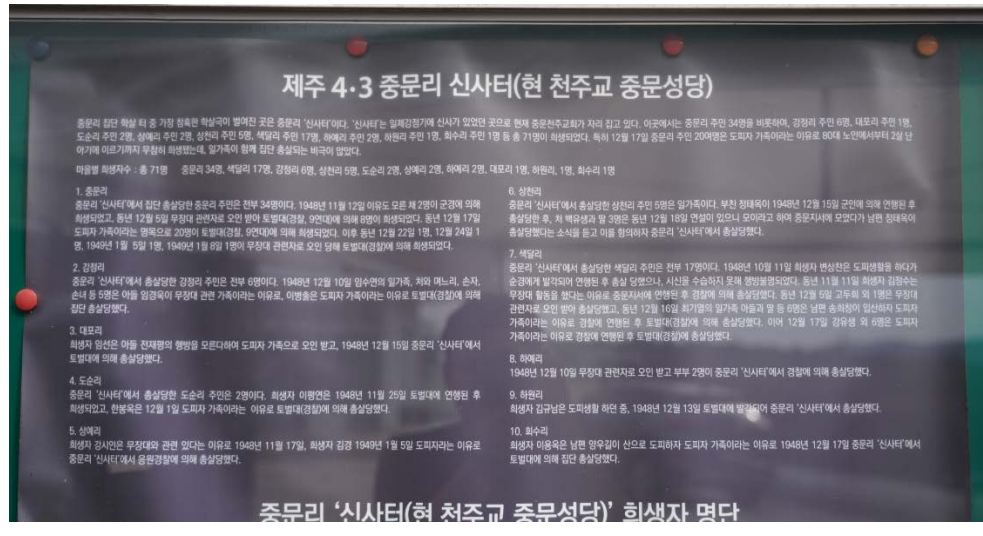 제주 4·3 중문리 신사터(현 천주교 중문성당)
중문리 집단 학살 터 중 가장 참혹한 학살극이 벌어진 곳은 중문리 '신사터'이다. '신사터'는 일제강점기에 신사가 있었던 곳으로 현재 중문천주교회가 자리 잡고 있다. 이곳에서는 중문리 주민 34명을 비롯하여, 강정리 주민 6명, 대포리 주민 1명,
도순리 주민 2명, 상예리 주민 2명, 상천리 주민 5명, 색달리 주민 17명, 하예리 주민 2명, 하원리 주민 1명, 회수리 주민 1명 등 총 71명이 희생되었다. 특히 12월 17일 중문리 주민 20여명은 도피자 가족이라는 이유로 80대 노인에서부터 2살 난
아기에 이르기까지 무참히 희생됐는데, 일가족이 함께 집단 총살되는 비극이 많았다.
마을별 희생자수 : 총 71명 중문리 34명, 색달리 17명, 강정리 6명, 상천리 5명, 도순리 2명, 상예리 2명, 하예리 2명, 대포리 1명, 하원리, 1명, 회수리 1명
1. 중문리
중문리 '신사터'에서 집단 총살당한 중문리 주민은 전부 34명이다. 1948년 11월 12일 이유도 모른 채 2명이 군경에 의해
희생되었고, 동년 12월 5일 무장대 관련자로 오인 받아 토벌대(경찰, 9연대)에 의해 8명이 희생되었다. 동년 12월 17일
도피자 가족이라는 명목으로 20명이 토벌대(경찰, 9연대)에 의해 희생되었다. 이후 동년 12월 22일 1명, 12월 24일 1
명, 1949년 1월 5일 1명, 1949년 1월 8일 1명이 무장대 관련자로 오인 당해 토벌대(경찰)에 의해 희생되었다.
2. 강정리
중문리 '신사터'에서 총살당한 강정리 주민은 전부 6명이다. 1948년 12월 10일 임수연의 일가족, 처와 며느리, 손자,
손녀 등 5명은 아들 임경욱이 무장대 관련 가족이라는 이유로, 이병출은 도피자 가족이라는 이유로 토벌대(경찰)에 의해
집단 총살당했다.
3. 대포리
희생자 임선은 아들 전재평의 행방을 모른다하여 도피자 가족으로 오인 받고, 1948년 12월 15일 중문리 '신사터'에서
토벌대에 의해 총살당했다.
4. 도순리
중문리 '신사터'에서 총살당한 도순리 주민은 2명이다. 희생자 이평연은 1948년 11월 25일 토벌대에 연행된 후
희생되었고, 한봉옥은 12월 1일 도피자 가족이라는 이유로 토벌대(경찰)에 의해 총살당했다.
5. 상예리
희생자 강시인은 무장대와 관련 있다는 이유로 1948년 11월 17일, 희생자 김경 1949년 1월 5일 도피자라는 이유로
중문리 '신사터'에서 응원경찰에 의해 총살당했다.
6. 상천리
중문리 '신사터'에서 총살당한 상천리 주민 5명은 일가족이다. 부친 정태옥이 1948년 12월 15일 군인에 의해 연행된 후
총살당한 후, 처 백유생과 딸 3명은 동년 12월 18일 연설이 있으니 모이라고 하여 중문지서에 모였다가 남편 정태옥이
총살당했다는 소식을 듣고 이를 항의하자 중문리 '신사터'에서 총살당했다.
7. 색달리
중문리 '신사터'에서 총살당한 색달리 주민은 전부 17명이다. 1948년 10월 11일 희생자 변상찬은 도피생활을 하다가
순경에게 발각되어 연행된 후 총살 당했으나, 시신을 수습하지 못해 행방불명되었다. 동년 11월 11일 희생자 김정수는
무장대 활동을 했다는 이유로 중문지서에 연행된 후 경찰에 의해 총살당했다. 동년 12월 5일 고두희 외 1명은 무장대
관련자로 오인 받아 총살당했고, 동년 12월 16일 최기열의 일가족 아들과 딸 등 6명은 남편 송희정이 입산하자 도피자
가족이라는 이유로 경찰에 연행된 후 토벌대(경찰)에 의해 총살당했다. 이어 12월 17일 강유생 외 6명은 도피자
가족이라는 이유로 경찰에 연행된 후 토벌대(경찰)에 총살당했다.
8. 하예리
1948년 12월 10일 무장대 관련자로 오인 받고 부부 2명이 중문리 '신사터'에서 경찰에 의해 총살당했다.
9. 하원리
희생자 김규남은 도피생활 하던 중, 1948년 12월 13일 토벌대에 발각되어 중문리 '신사터'에서 총살당했다.
10. 회수리
희생자 이용옥은 남편 양우길이 산으로 도피하자 도피자 가족이라는 이유로 1948년 12월 17일 중문리 '신사터'에서
토벌대에 의해 집단 총살당했다.
중문리 '신사터(현 천주교 중문성당)' 희생자 명단